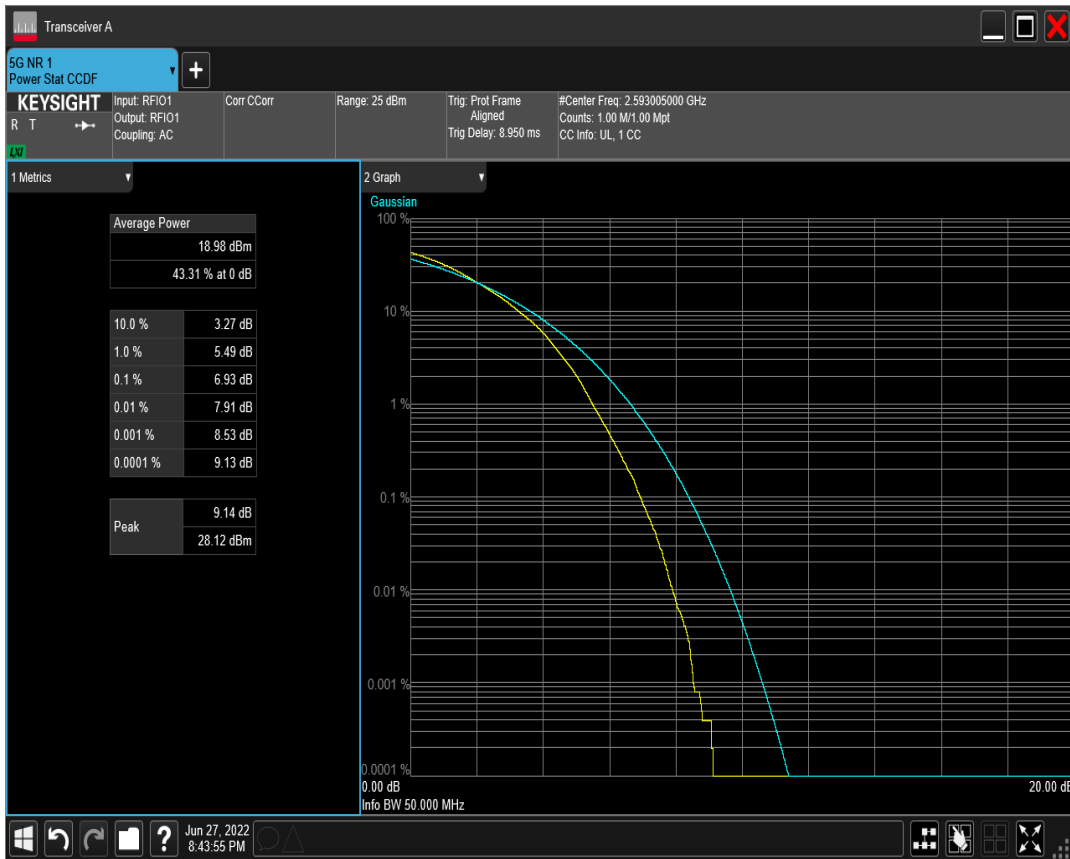 Transceiver A
5G NR 1
Power Stat CCDF
KEYSIGHT
R T
LXI
Input: RFIO1
Output: RFIO1
Coupling: AC
Corr CCorr
Range: 25 dBm
Trig: Prot Frame
Aligned
Trig Delay: 8.950 ms
#Center Freq: 2.593005000 GHz
Counts: 1.00 M/1.00 Mpt
CC Info: UL, 1 CC
1 Metrics
Average Power
18.98 dBm
43.31 % at 0 dB
10.0 % 3.27 dB
1.0 % 5.49 dB
0.1 % 6.93 dB
0.01 % 7.91 dB
0.001 % 8.53 dB
0.0001 % 9.13 dB
Peak
9.14 dB
28.12 dBm
2 Graph
Gaussian
100 %
10 %
1 %
0.1 %
0.01 %
0.001 %
0.0001 %
0.00 dB 20.00 dB
Info BW 50.000 MHz
?
Jun 27, 2022
8:43:55 PM